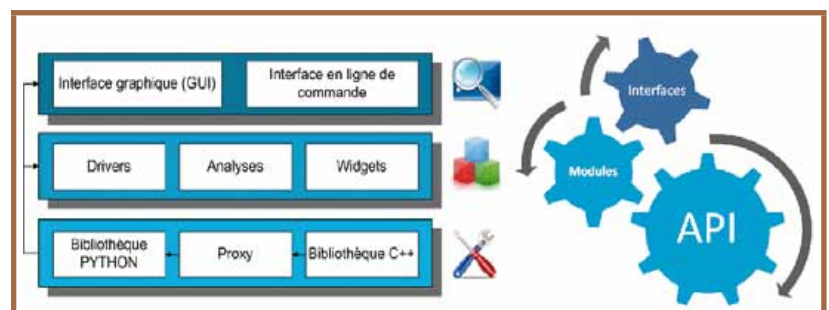 Interface graphique (GUI)
Interface en ligne de
commande
Drivers
Analyses
Widgets
Bibliothèque
PYTHON
Proxy
Bibliothèque C++
Interfaces
Modules
API